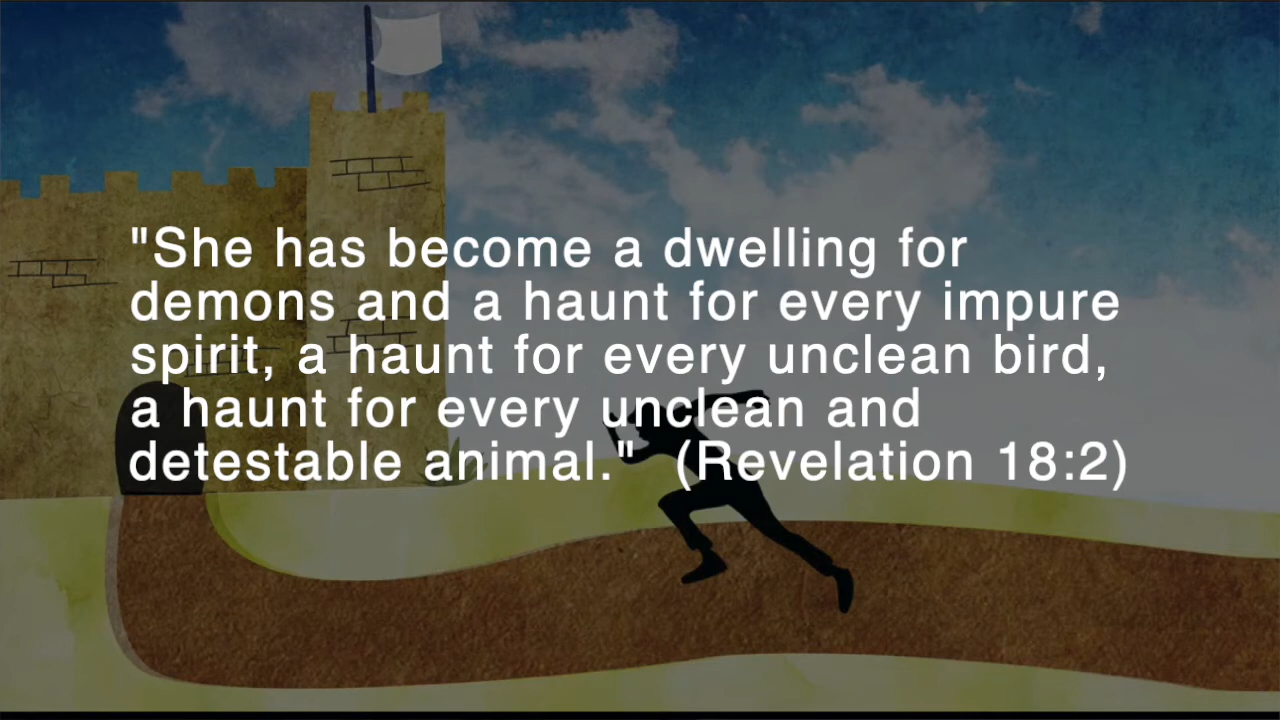 "She has become a dwelling for
demons and a haunt for every impure
spirit, a haunt for every unclean bird,
a haunt for every unclean and
detestable animal."  (Revelation 18:2)